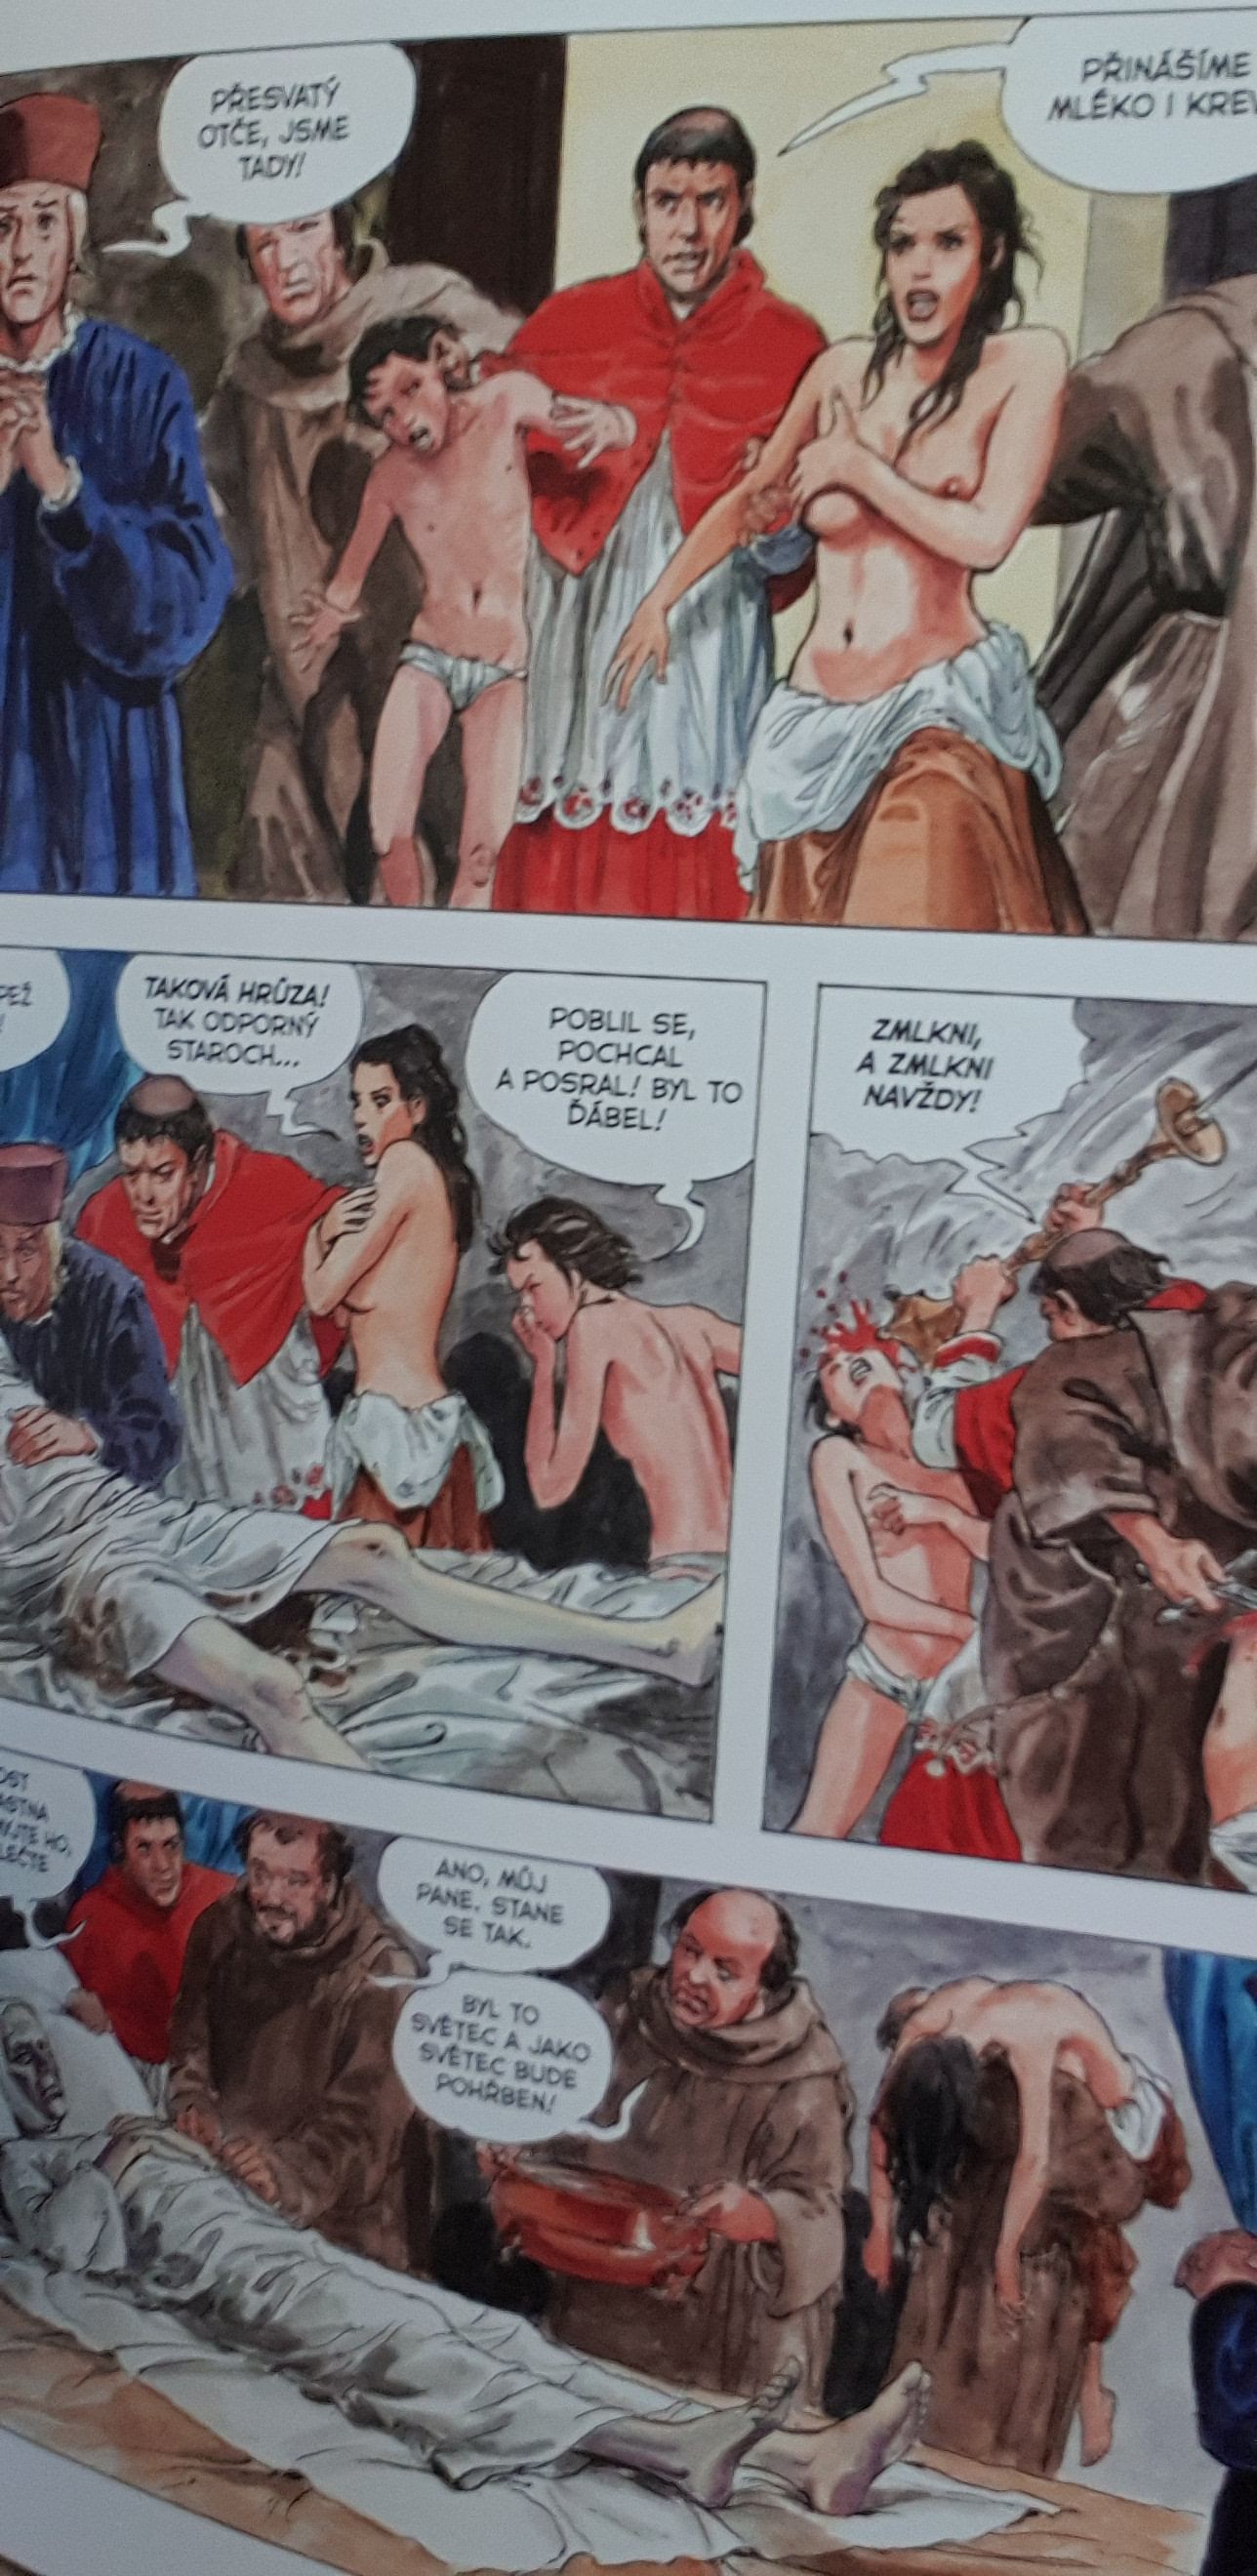 PŘESVATÝ
OTČE, JSME
TADY!
PŘINÁŠÍME
MLÉKO I KREV
TAKOVÁ HRŮZA!
TAK ODPORNÝ
STAROCH...
POBLIL SE,
POCHCAL
A POSRAL! BYL TO
ĎÁBEL!
ZMLKNI,
A ZMLKNI
NAVŽDY!
ANO, MŮJ
PANE, STANE
SE TAK.
BYL TO
SVĚTEC A JAKO
SVĚTEC BUDE
POHŘBEN!